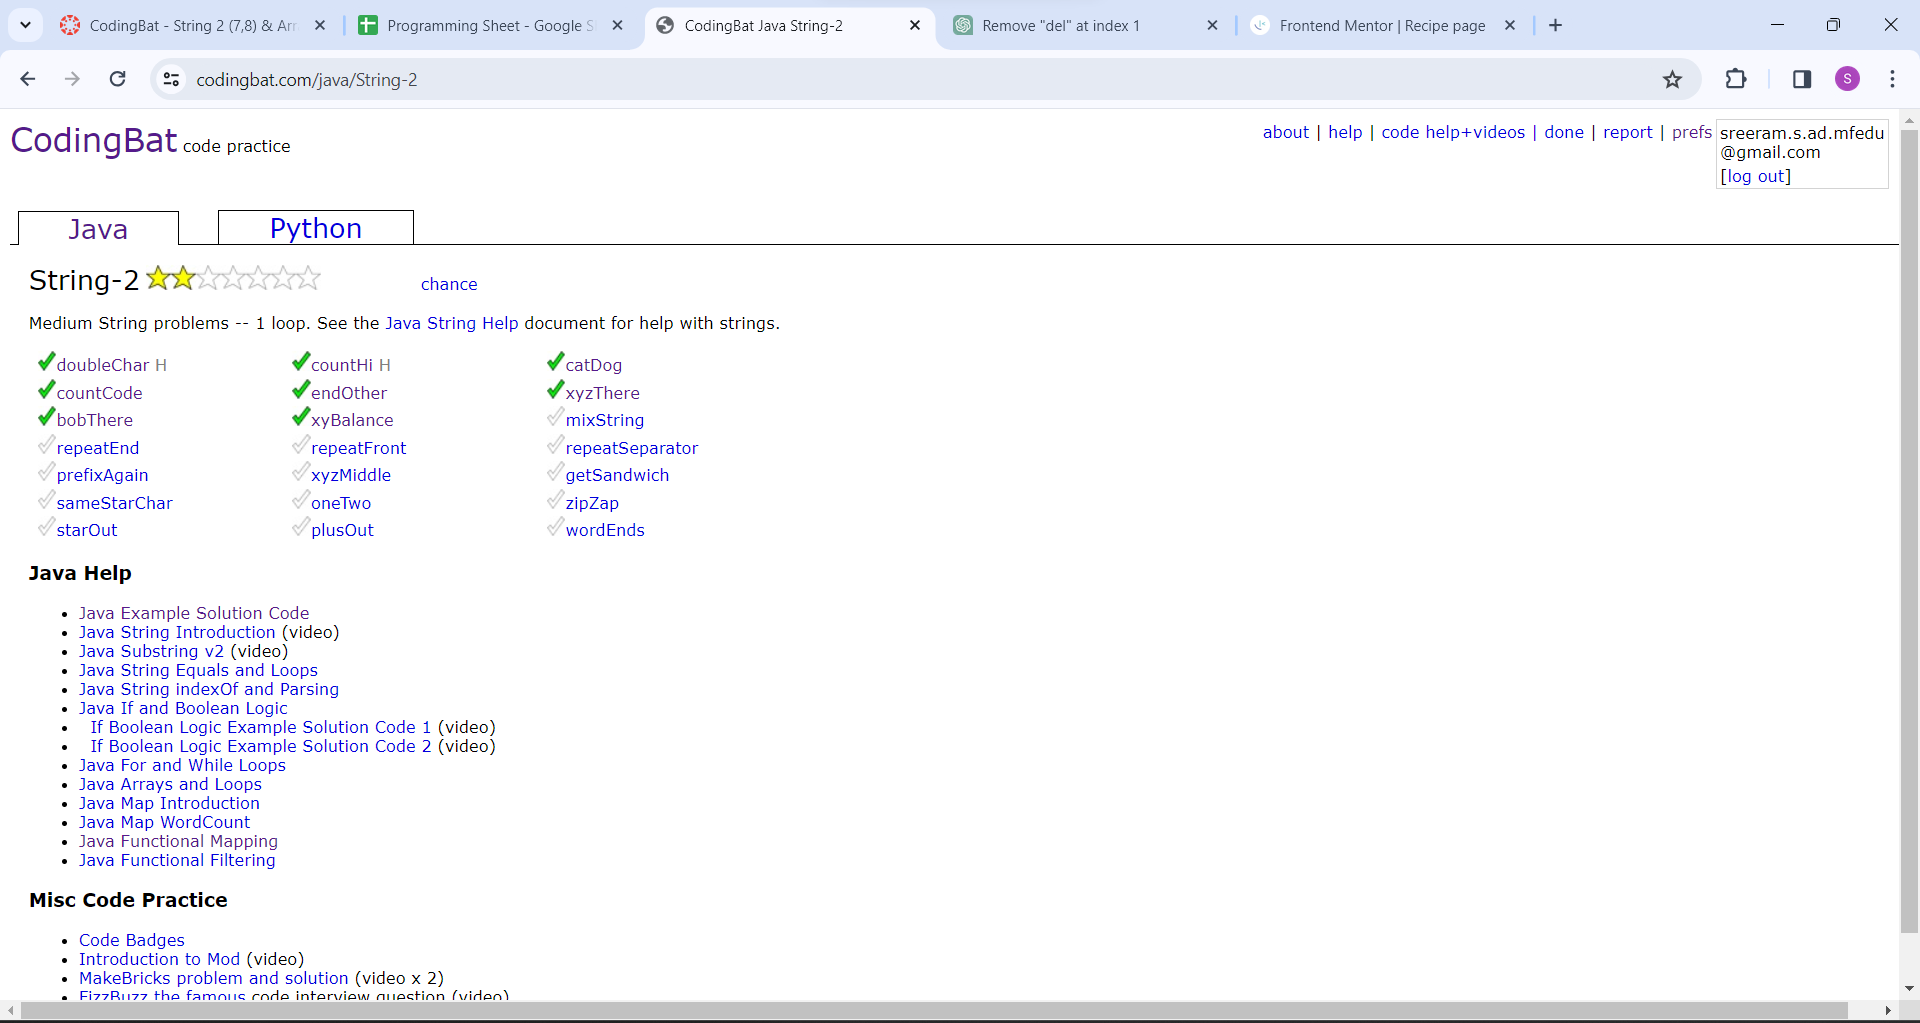 CodingBat - String 2 (7,8) & Arr
Programming Sheet - Google S
CodingBat Java String-2
Remove "del" at index 1
Frontend Mentor | Recipe page
codingbat.com/java/String-2
S
CodingBat code practice
about | help | code help+videos | done | report | prefs
sreeram.s.ad.mfedu
@gmail.com
[log out]
Java
Python
String-2
chance
Medium String problems -- 1 loop. See the Java String Help document for help with strings.
doubleChar H
countHi H
catDog
countCode
endOther
xyzThere
bobThere
xyBalance
mixString
repeatEnd
repeatFront
repeatSeparator
prefixAgain
xyzMiddle
getSandwich
sameStarChar
oneTwo
zipZap
starOut
plusOut
wordEnds
Java Help
• Java Example Solution Code
• Java String Introduction (video)
• Java Substring v2 (video)
• Java String Equals and Loops
• Java String indexOf and Parsing
• Java If and Boolean Logic
• If Boolean Logic Example Solution Code 1 (video)
• If Boolean Logic Example Solution Code 2 (video)
• Java For and While Loops
• Java Arrays and Loops
• Java Map Introduction
• Java Map WordCount
• Java Functional Mapping
• Java Functional Filtering
Misc Code Practice
• Code Badges
• Introduction to Mod (video)
• MakeBricks problem and solution (video x 2)
• FizzBuzz the famous code interview question (video)